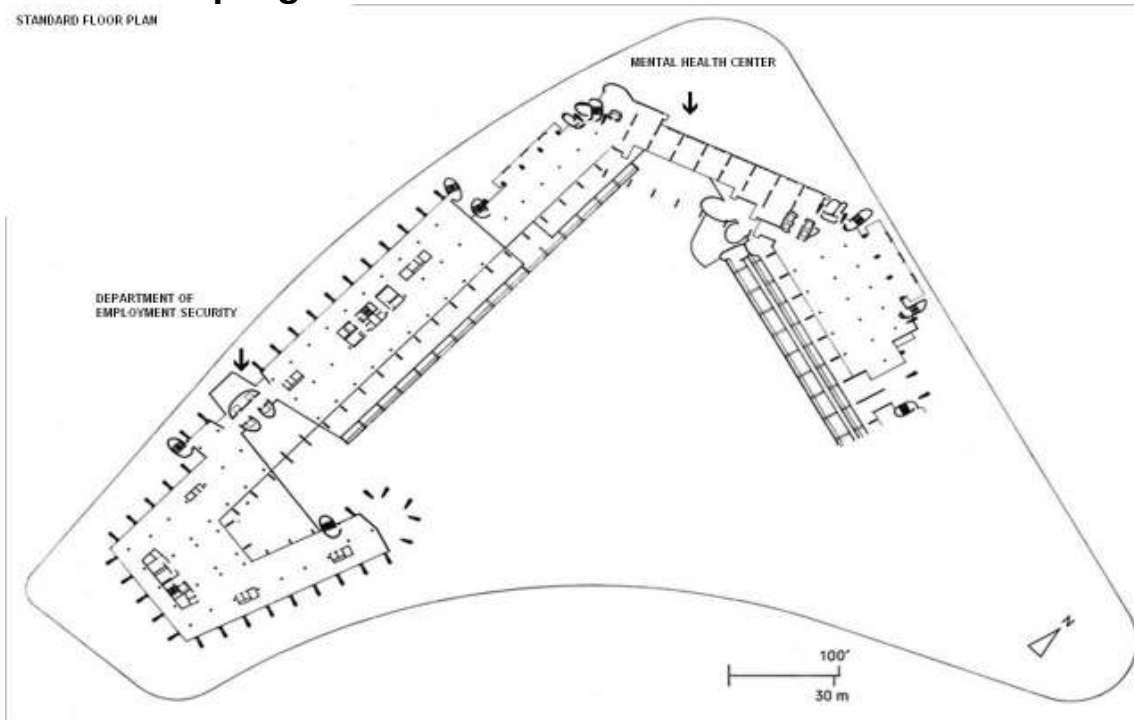 STANDARD FLOOR PLAN
MENTAL HEALTH CENTER
DEPARTMENT OF
EMPLOYMENT SECURITY
N
100'
30 m